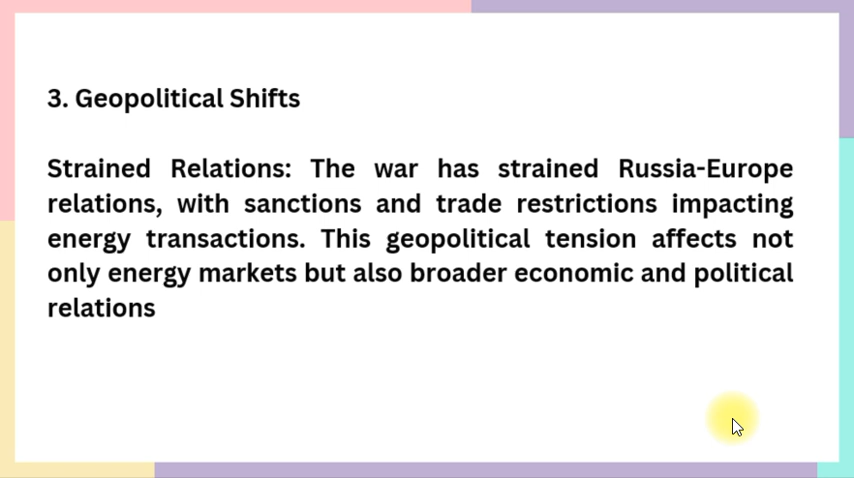 3. Geopolitical Shifts
Strained Relations: The war has strained Russia-Europe
relations, with sanctions and trade restrictions impacting
energy transactions. This geopolitical tension affects not
only energy markets but also broader economic and political
relations